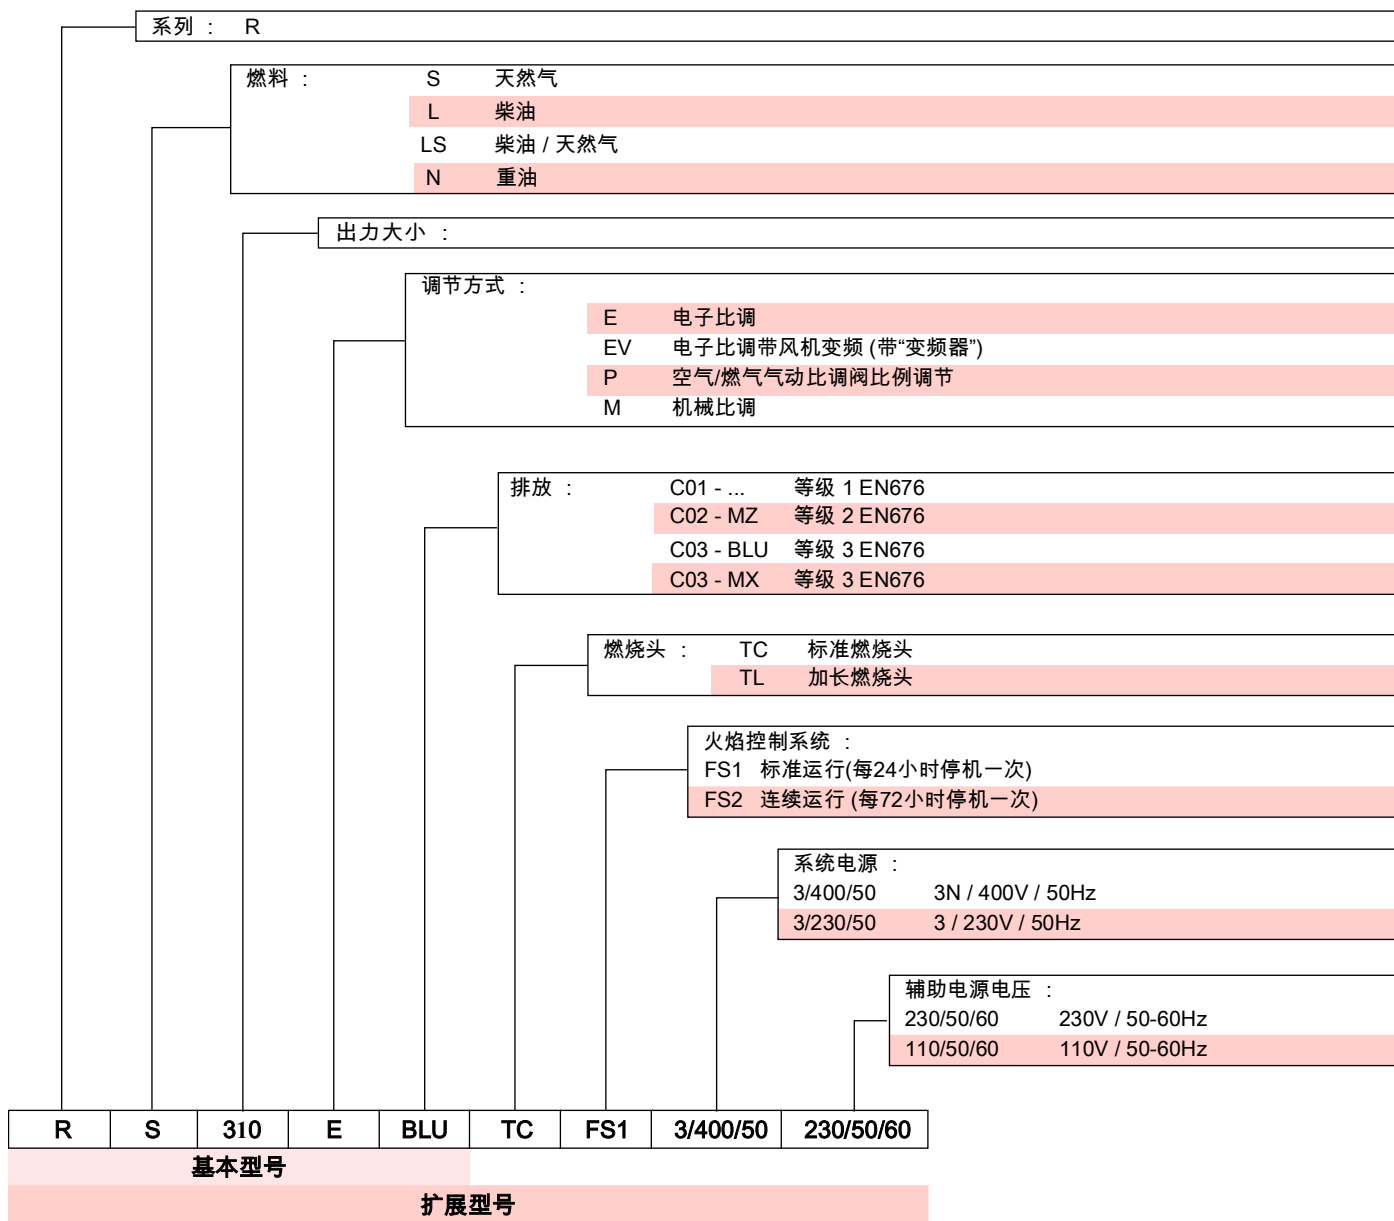 系列 : R
燃料 :
S 天然气
L 柴油
LS 柴油 / 天然气
N 重油
出力大小 :
调节方式 :
E 电子比调
EV 电子比调带风机变频 (带“变频器”)
P 空气/燃气气动比调阀比例调节
M 机械比调
排放 :
C01 - ... 等级 1 EN676
C02 - MZ 等级 2 EN676
C03 - BLU 等级 3 EN676
C03 - MX 等级 3 EN676
燃烧头 :
TC 标准燃烧头
TL 加长燃烧头
火焰控制系统 :
FS1 标准运行(每24小时停机一次)
FS2 连续运行 (每72小时停机一次)
系统电源 :
3/400/50 3N / 400V / 50Hz
3/230/50 3 / 230V / 50Hz
辅助电源电压 :
230/50/60 230V / 50-60Hz
110/50/60 110V / 50-60Hz
R S 310 E BLU TC FS1 3/400/50 230/50/60
基本型号
扩展型号